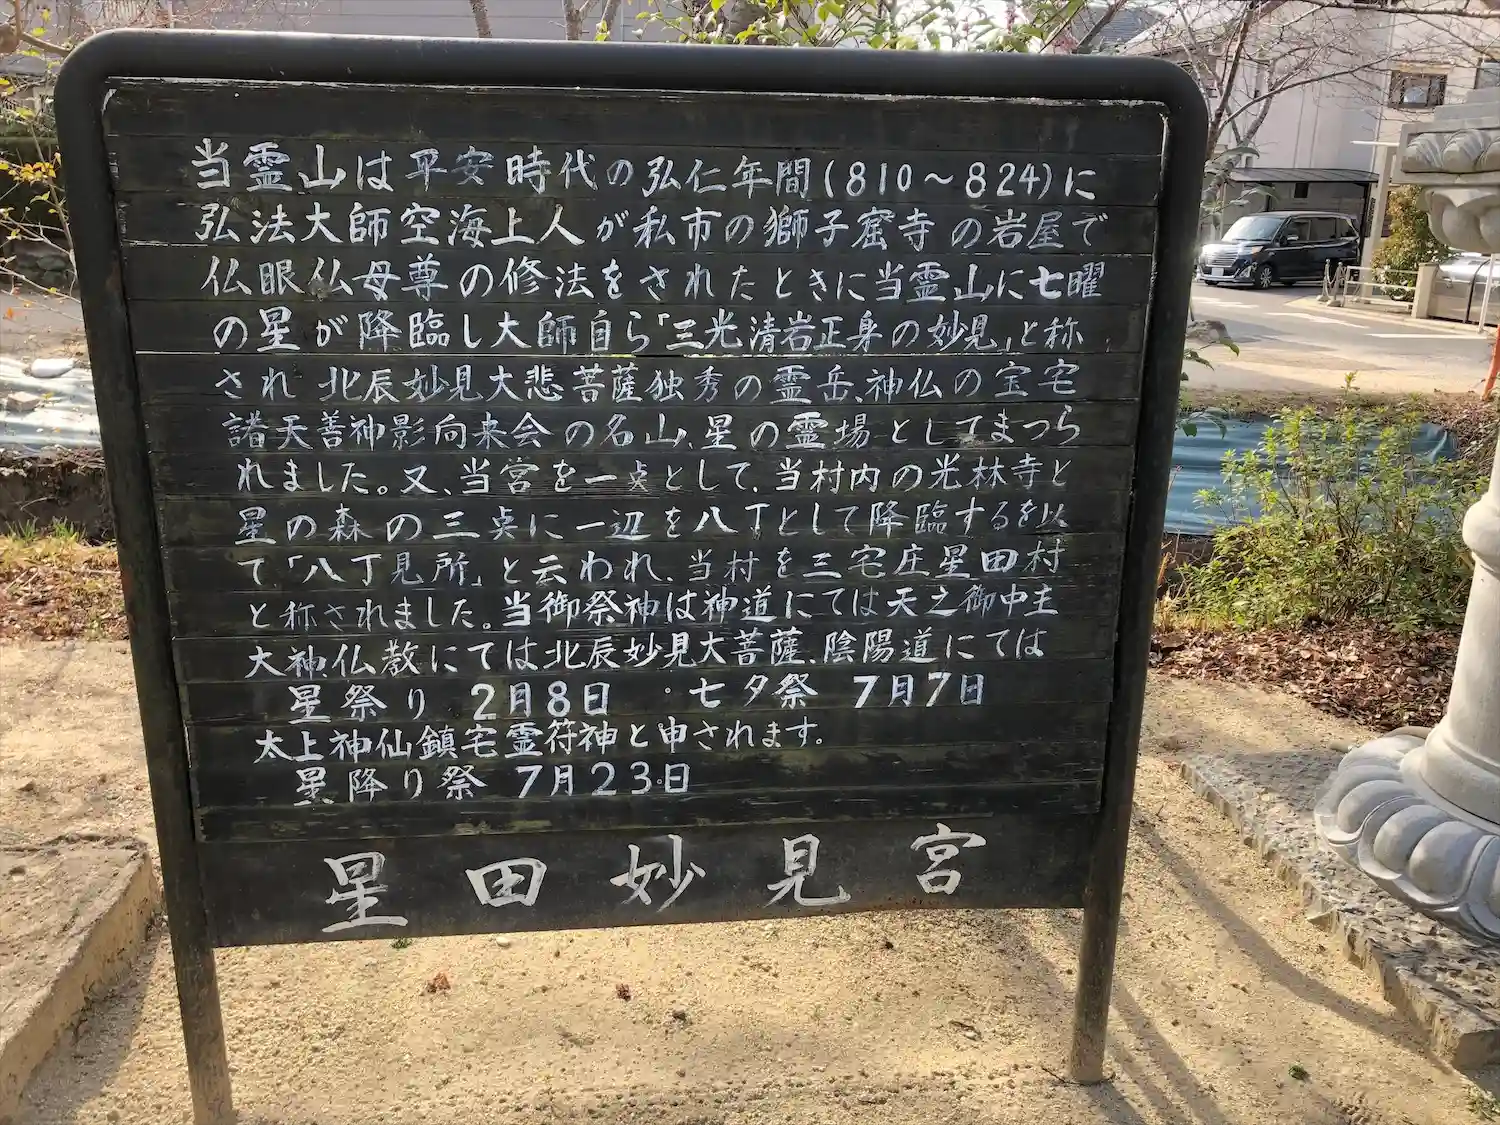 当霊山は平安時代の弘仁年間(810～824)に
弘法大師空海上人が私市の獅子窟寺の岩屋で
仏眼仏母尊の修法をされたときに当霊山に七曜
の星が降臨し大師自ら「三光清岩正身の妙見」と称
され北辰妙見大悲菩薩独秀の霊岳、神仏の宝宅
諸天善神影向来会の名山、星の霊場としてまつら
れました。又、当宮を一点として、当村内の光林寺と
星の森の三点に一辺を八丁として降臨するを以
て「八丁見所」と云われ、当村を三宅庄星田村
と称されました。当御祭神は神道にては天之御中主
大神、仏教にては北辰妙見大菩薩、陰陽道にては
星祭り 2月8日 ・七夕祭 7月7日
太上神仙鎮宅霊符神と申されます。
星降り祭 7月23日
星田妙見宮